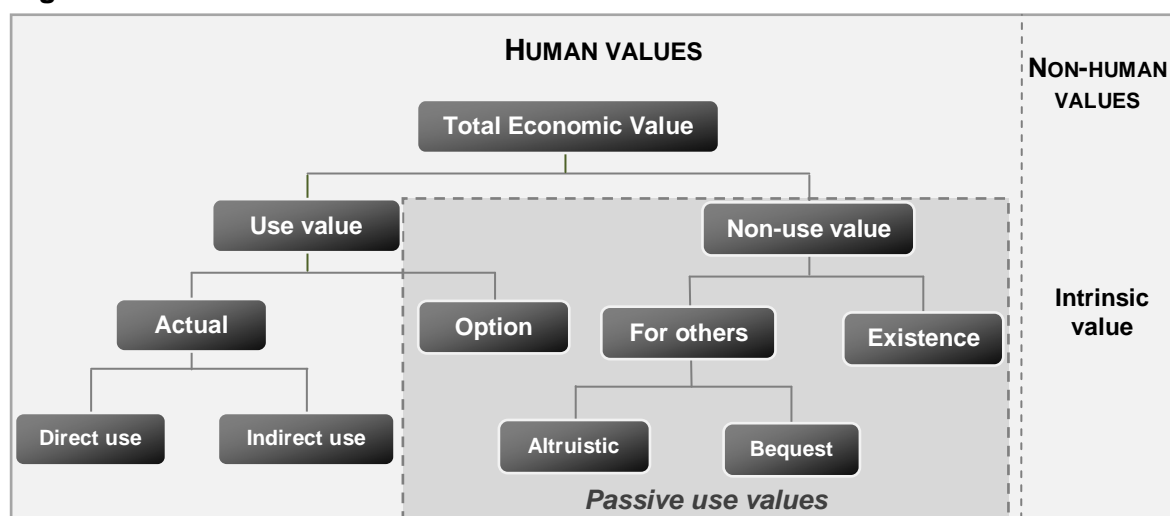 HUMAN VALUES
NON-HUMAN
VALUES
Total Economic Value
Use value
Non-use value
Actual
Option
For others
Existence
Intrinsic
value
Direct use
Indirect use
Altruistic
Bequest
Passive use values